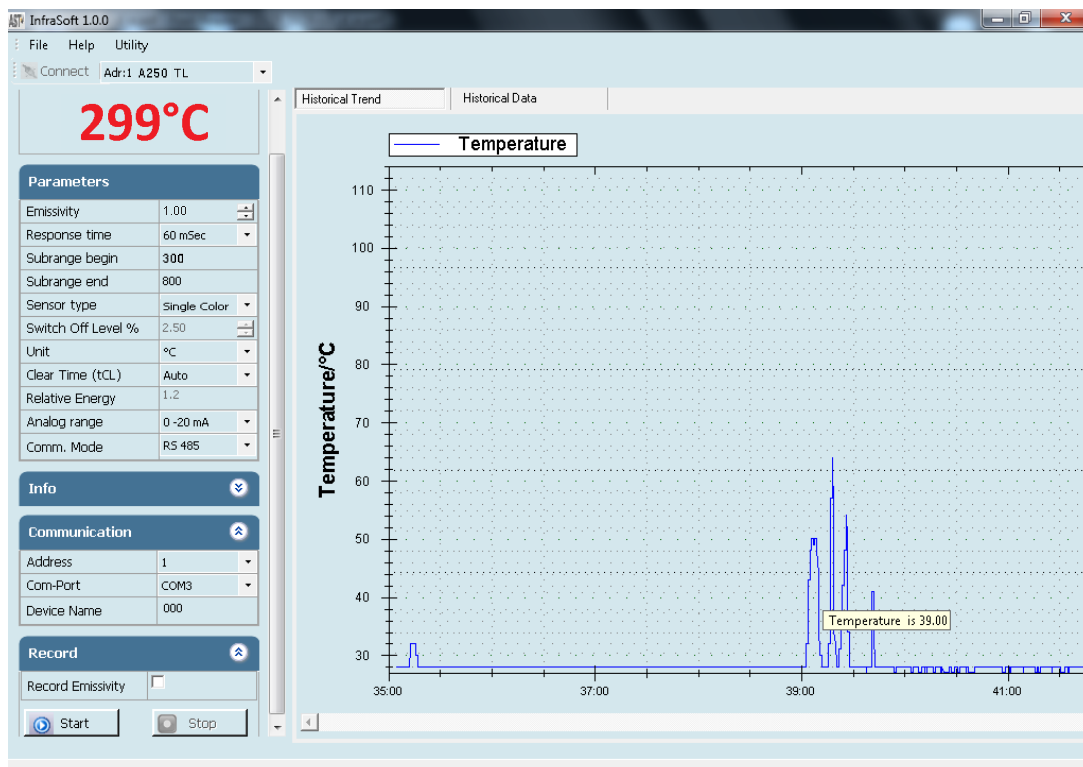 AST InfraSoft 1.0.0
File Help Utility
Connect Adr:1 A250 TL
299°C
Parameters
Emissivity 1.00
Response time 60 mSec
Subrange begin 300
Subrange end 800
Sensor type Single Color
Switch Off Level % 2.50
Unit °C
Clear Time (tCL) Auto
Relative Energy 1.2
Analog range 0 -20 mA
Comm. Mode RS 485
Info
Communication
Address 1
Com-Port COM3
Device Name 000
Record
Record Emissivity
Start Stop
Historical Trend Historical Data
Temperature
Temperature/°C
110
100
90
80
70
60
50
40
30
Temperature is 39.00
35:00 37:00 39:00 41:00